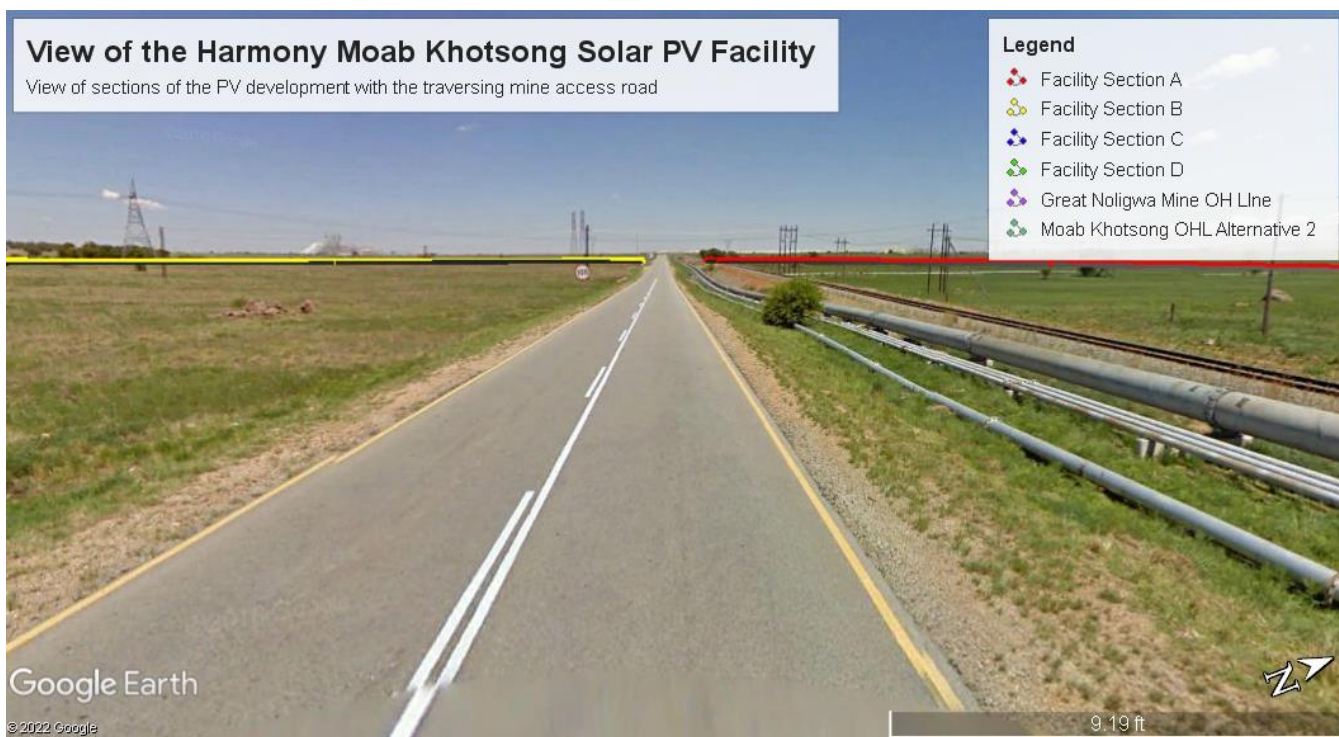 View of the Harmony Moab Khotsong Solar PV Facility
View of sections of the PV development with the traversing mine access road
Legend
Facility Section A
Facility Section B
Facility Section C
Facility Section D
Great Noligwa Mine OH LIne
Moab Khotsong OHL Alternative 2
Google Earth
© 2022 Google
N
9.19 ft